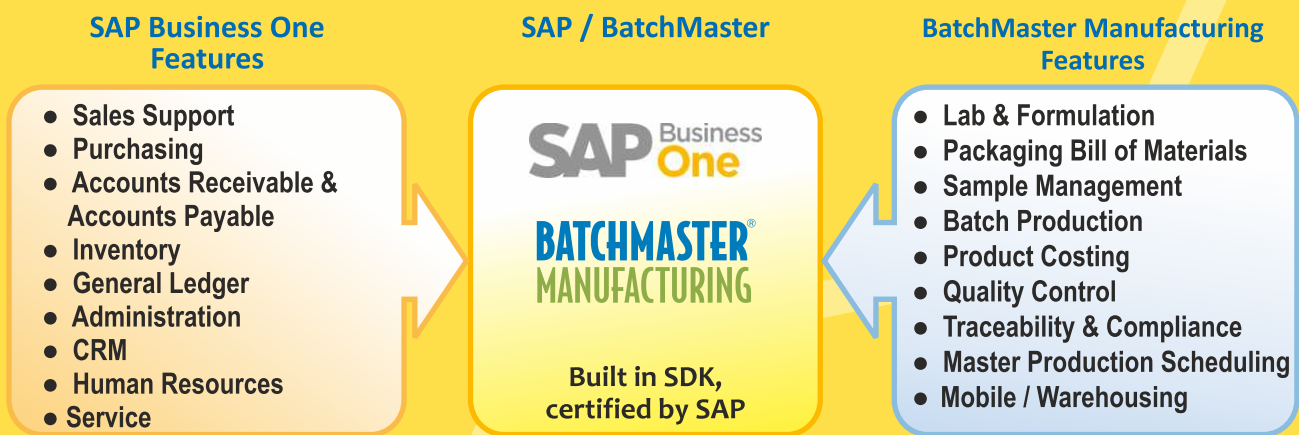 SAP Business One
Features
● Sales Support
● Purchasing
● Accounts Receivable &
Accounts Payable
● Inventory
● General Ledger
● Administration
● CRM
● Human Resources
● Service
SAP / BatchMaster
SAP Business
One
BATCHMASTER®
MANUFACTURING
Built in SDK,
certified by SAP
BatchMaster Manufacturing
Features
● Lab & Formulation
● Packaging Bill of Materials
● Sample Management
● Batch Production
● Product Costing
● Quality Control
● Traceability & Compliance
● Master Production Scheduling
● Mobile / Warehousing